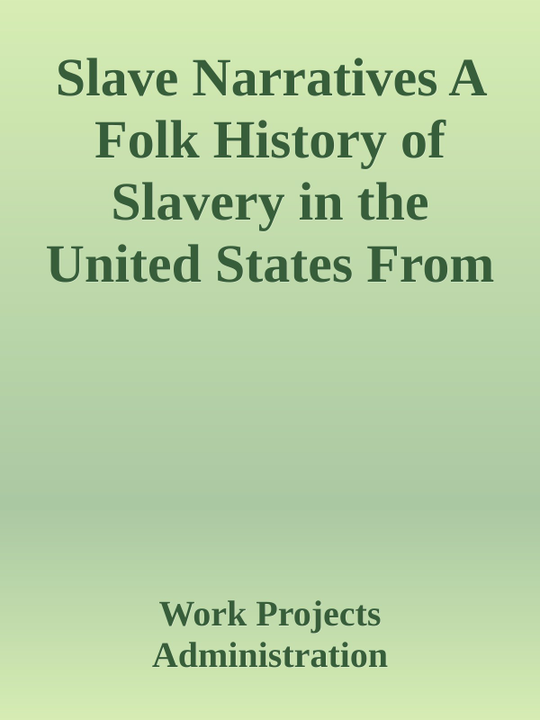 Slave Narratives A
Folk History of
Slavery in the
United States From
Work Projects
Administration